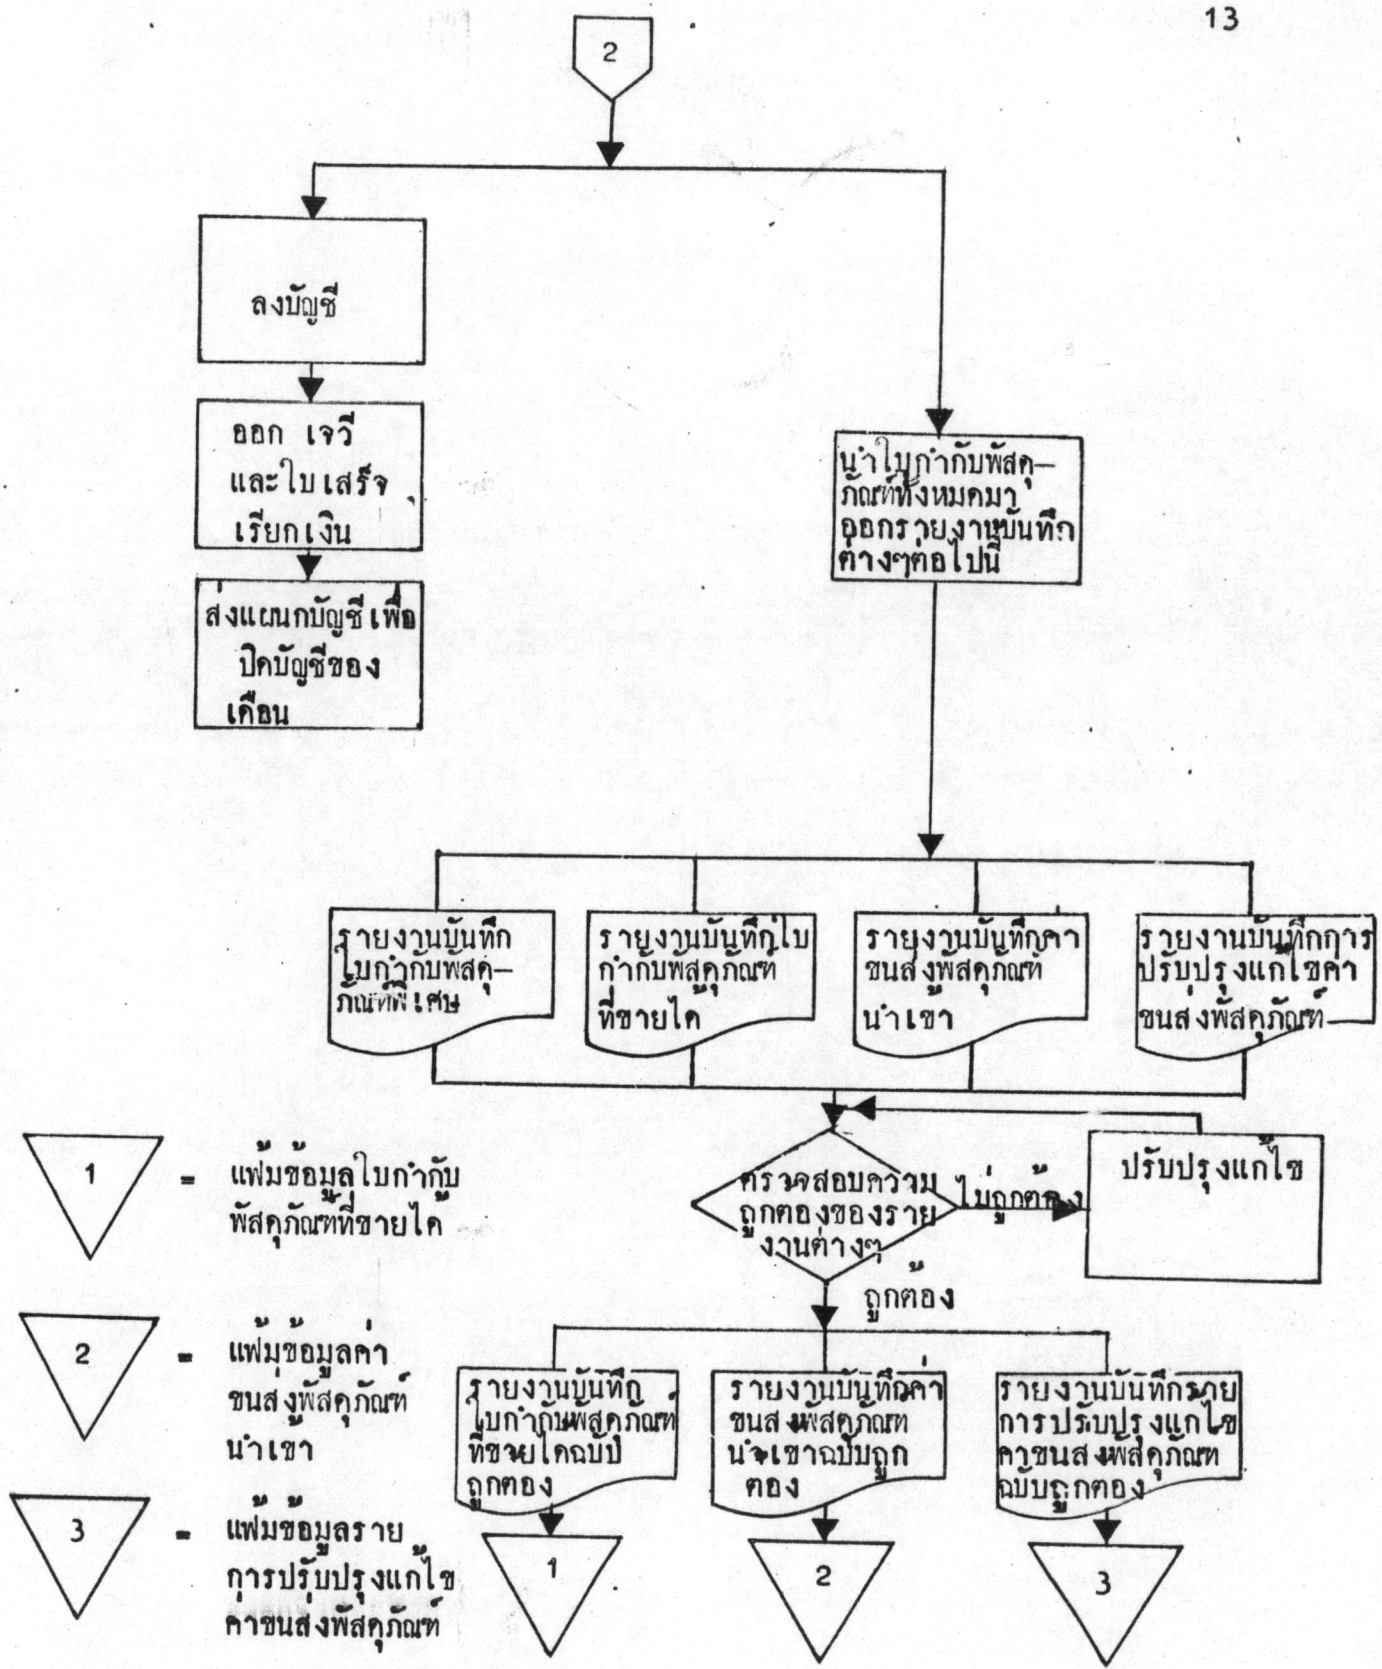 13
2
ลงบัญชี
ออก เจวี
และใบเสร็จ
เรียกเงิน
ส่งแผนกบัญชีเพื่อ
ปิดบัญชีของ
เดือน
นำใบกำกับพัสดุ–
ภัณฑ์ทั้งหมดมา
ออกรายงานบันทึก
ต่างๆต่อไปนี้
รายงานบันทึก
ใบกำกับพัสดุ–
ภัณฑ์พิเศษ
รายงานบันทึกใบ
กำกับพัสดุภัณฑ์
ที่ขายได
รายงานบันทึกค่า
ขนส่งพัสดุภัณฑ์
นำเขา
รายงานบันทึกการ
ปรับปรุงแก้ไขค่า
ขนส่งพัสดุภัณฑ์
ตรวจสอบความ
ถูกตองของราย
งานต่างๆ
ไม่ถูกต้อง
ปรับปรุงแก้ไข
ถูกต้อง
1
=
แฟ้มข้อมูลใบกำกับ
พัสดุภัณฑ์ที่ขายได
2
=
แฟ้มข้อมูลค่า
ขนส่งพัสดุภัณฑ์
นำเขา
3
=
แฟ้มข้อมูลราย
การปรับปรุงแก้ไข
ค่าขนส่งพัสดุภัณฑ์
รายงานบันทึก
ใบกำกับพัสดุภัณฑ์
ที่ขายไดฉบับ
ถูกตอง
รายงานบันทึกค่า
ขนสงพัสดุภัณฑ
นำเขาฉบับถูก
ตอง
รายงานบันทึกราย
การปรับปรุงแก้ไข
คาขนสงพัสดุภัณฑ
ฉบับถูกตอง
1
2
3